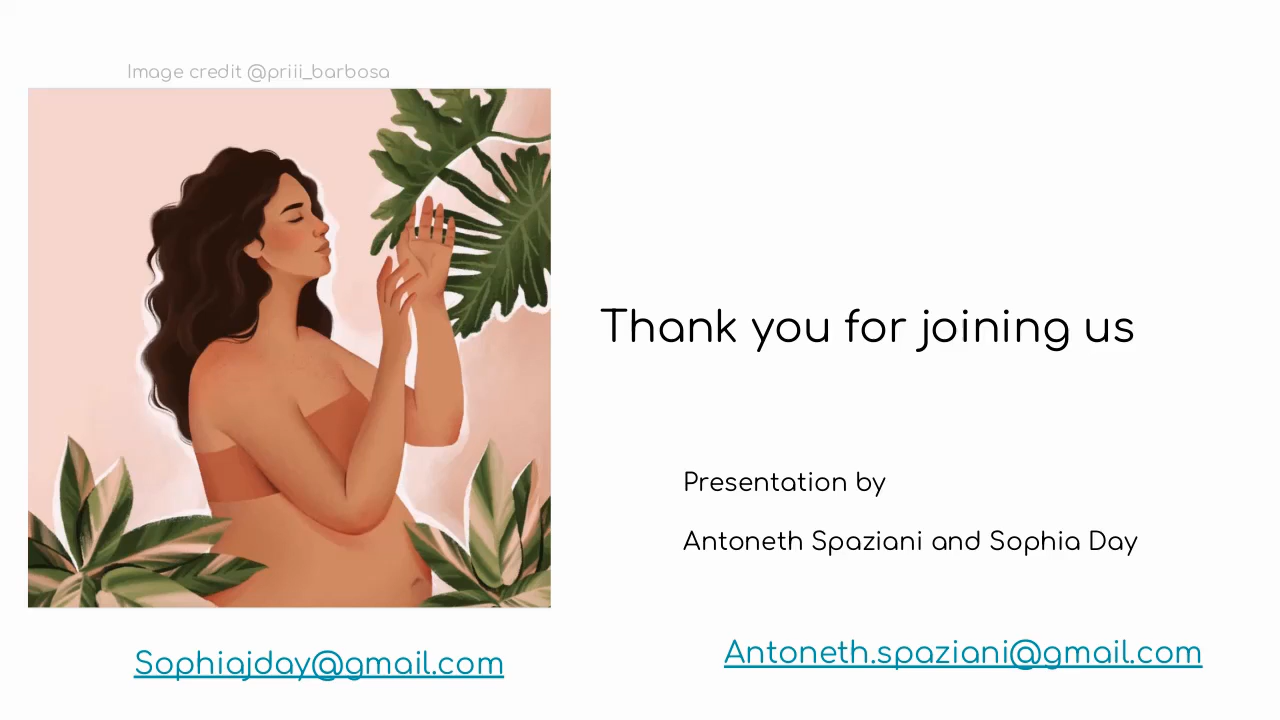 Image credit @priii_barbosa
Thank you for joining us
Presentation by
Antoneth Spaziani and Sophia Day
Sophiajday@gmail.com
Antoneth.spaziani@gmail.com